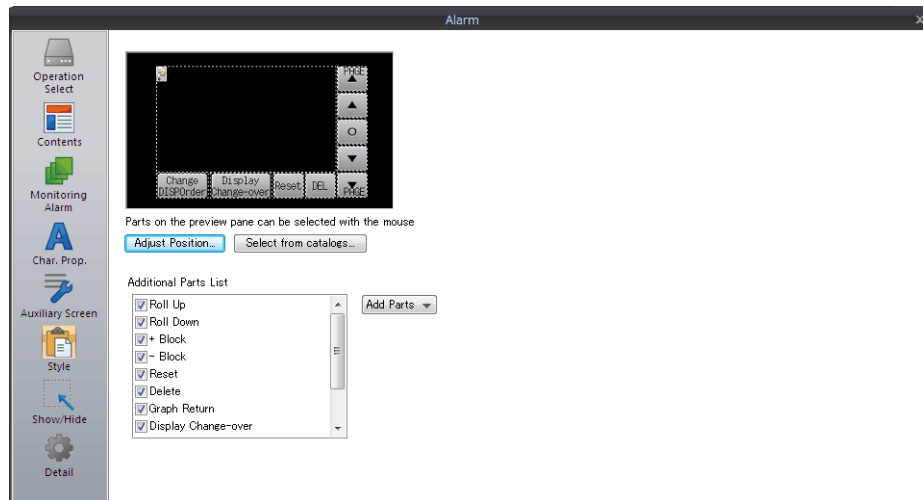 Alarm
x
Operation
Select
Contents
Monitoring
Alarm
A
Char. Prop.
Auxiliary Screen
Style
Show/Hide
Detail
PAGE
O
Change
DISPOrder
Display
Change-over
Reset
DEL
PAGE
Parts on the preview pane can be selected with the mouse
Adjust Position...
Select from catalogs...
Additional Parts List
Roll Up
Roll Down
+ Block
- Block
Reset
Delete
Graph Return
Display Change-over
Add Parts